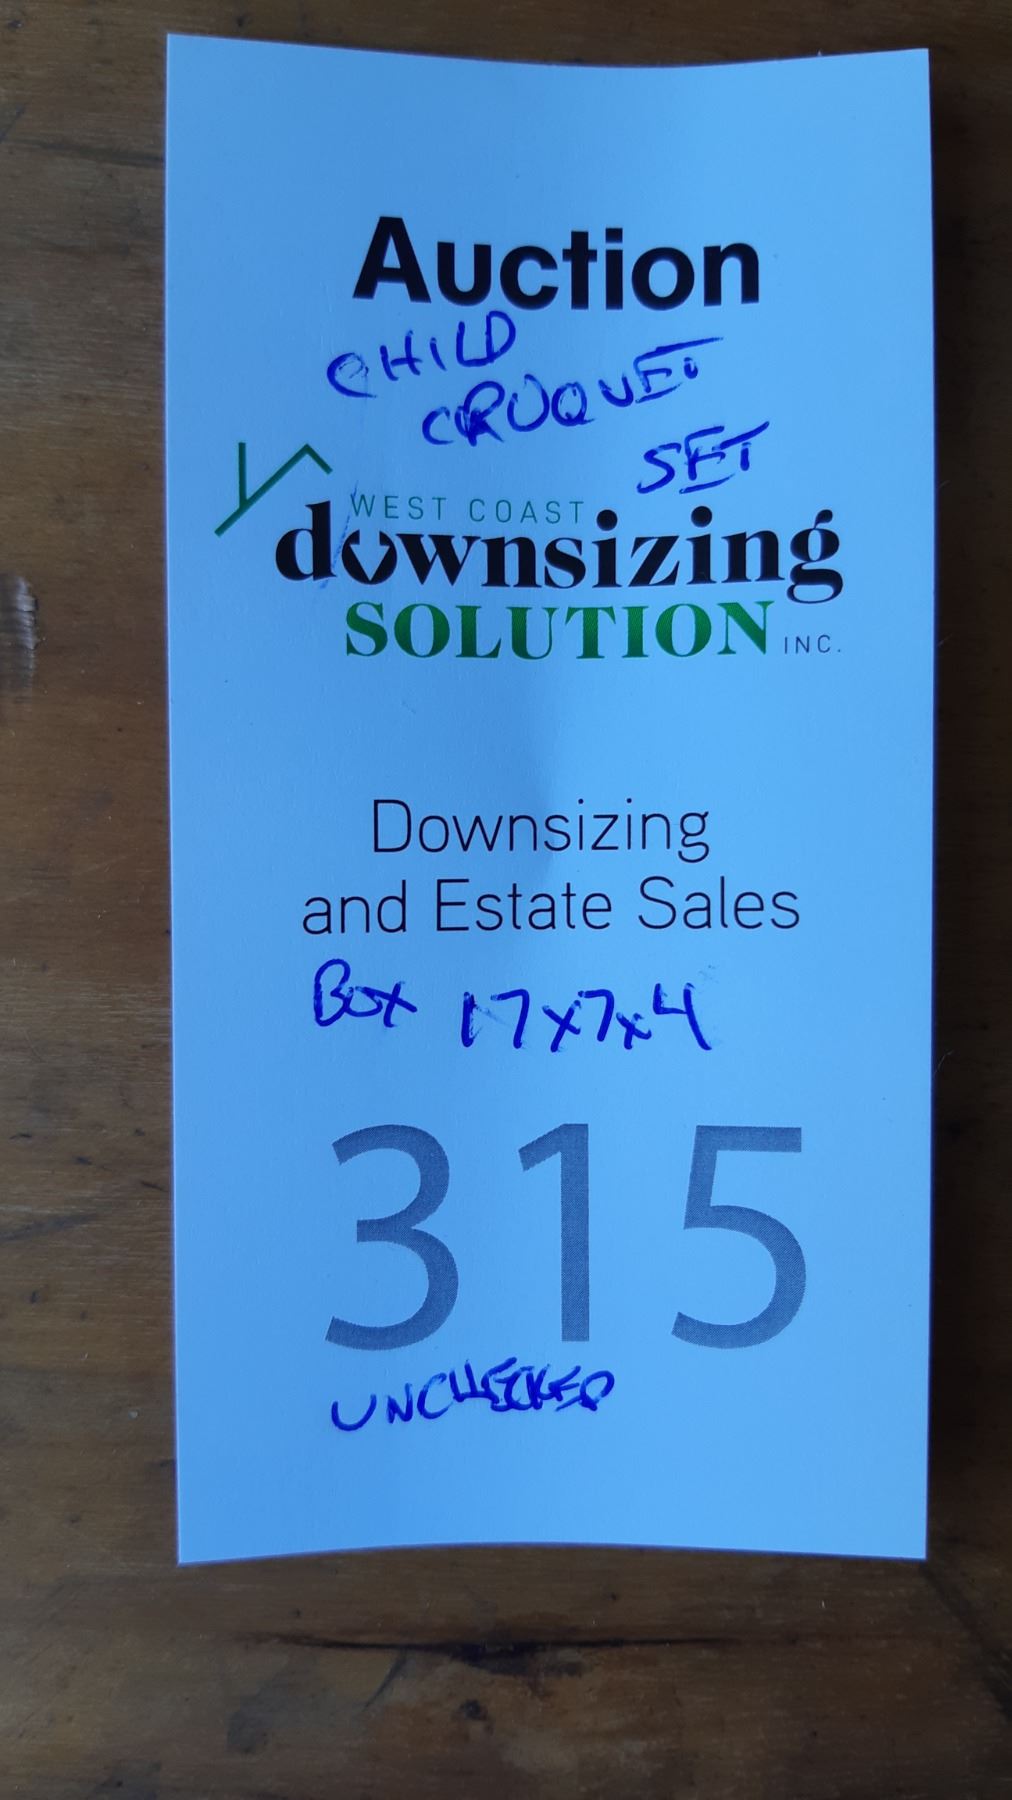 Auction
CHILD
CROQUET
SET
WEST COAST
downsizing
SOLUTION INC.
Downsizing
and Estate Sales
Box 17x7x4
315
UNCHECKED